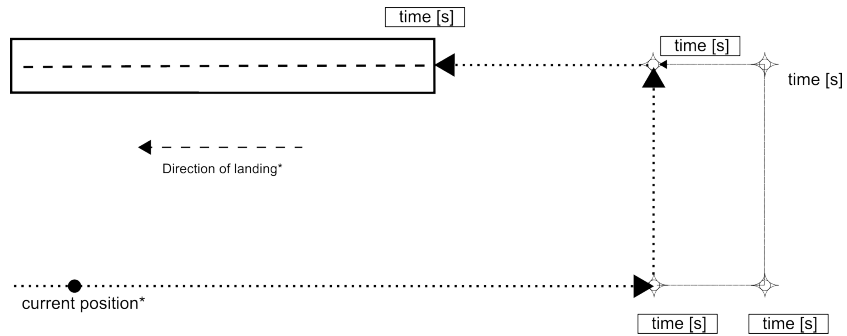 time [s]
time [s]
time [s]
Direction of landing*
current position*
time [s]
time [s]